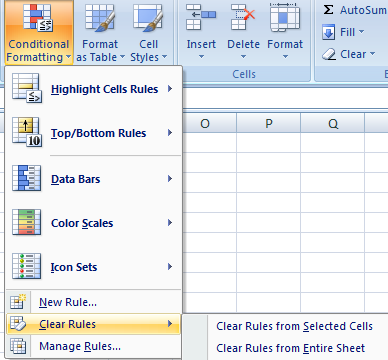 Conditional Formatting
Format as Table
Cell Styles
Insert
Delete
Format
Σ AutoSum
Fill
Clear
Cells
E
Highlight Cells Rules
Top/Bottom Rules
10
Data Bars
Color Scales
Icon Sets
New Rule...
Clear Rules
Manage Rules...
O P Q
Clear Rules from Selected Cells
Clear Rules from Entire Sheet